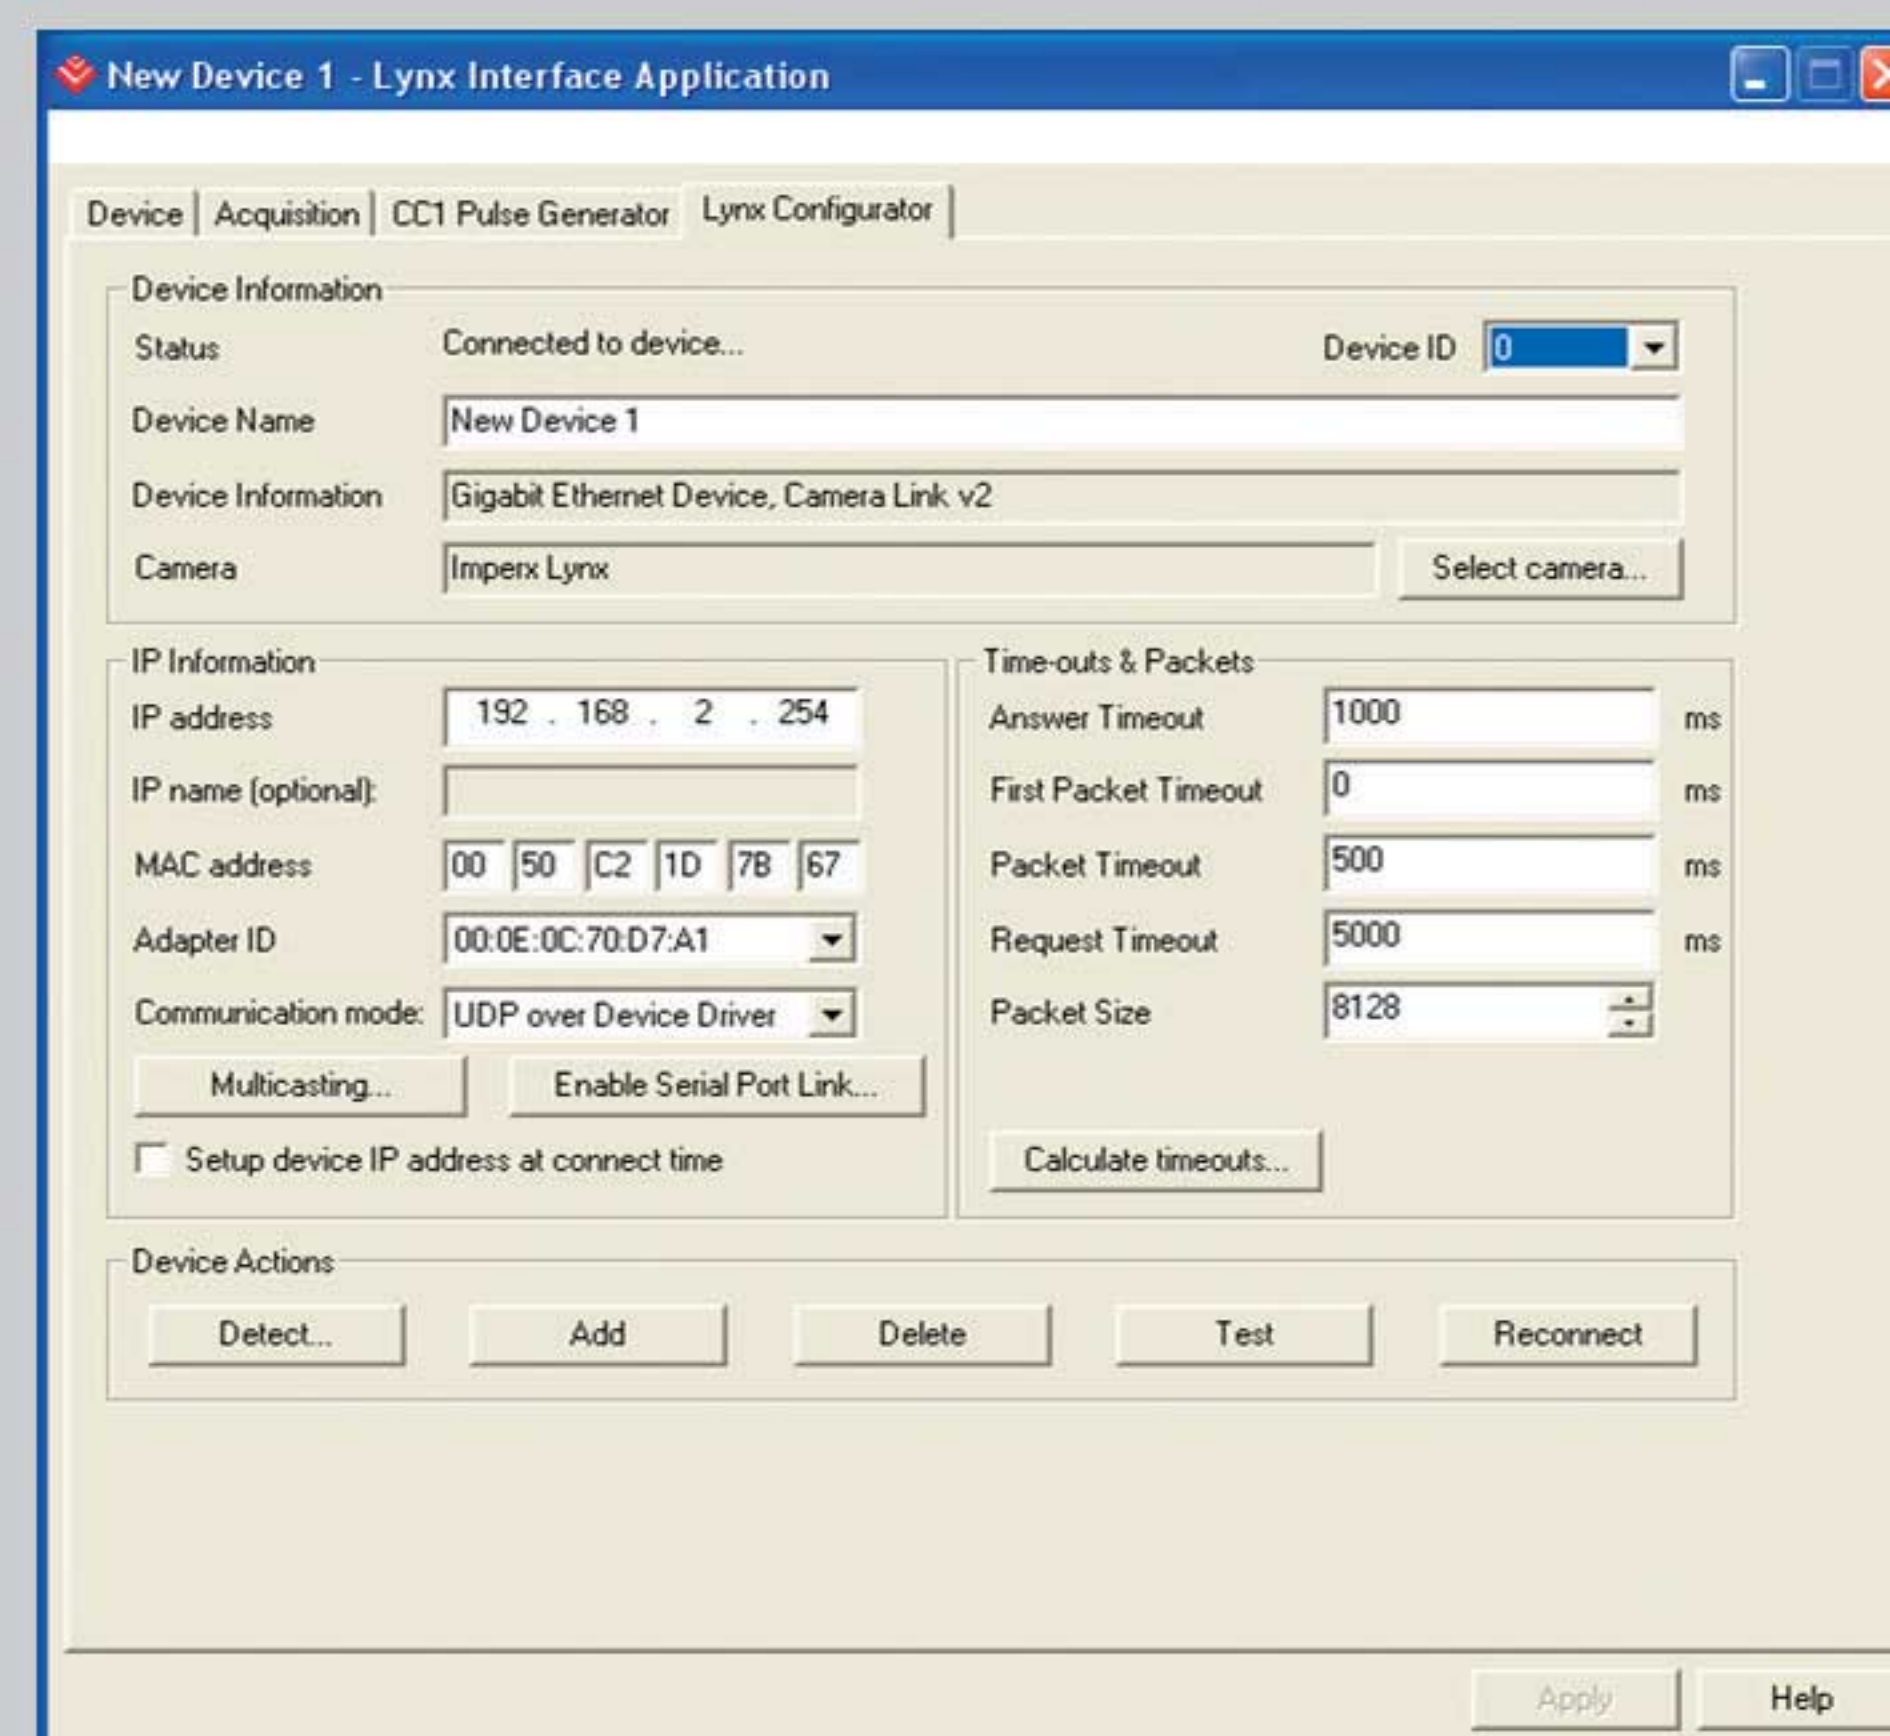 New Device 1 - Lynx Interface Application
Device Acquisition CC1 Pulse Generator Lynx Configurator
Device Information
Status Connected to device... Device ID 0
Device Name New Device 1
Device Information Gigabit Ethernet Device, Camera Link v2
Camera Imperx Lynx Select camera...
IP Information
IP address 192 . 168 . 2 . 254
IP name (optional):
MAC address 00 50 C2 1D 7B 67
Adapter ID 00:0E:0C:70:D7:A1
Communication mode: UDP over Device Driver
Multicasting... Enable Serial Port Link...
Setup device IP address at connect time
Time-outs & Packets
Answer Timeout 1000 ms
First Packet Timeout 0 ms
Packet Timeout 500 ms
Request Timeout 5000 ms
Packet Size 8128
Calculate timeouts...
Device Actions
Detect... Add Delete Test Reconnect
Apply Help